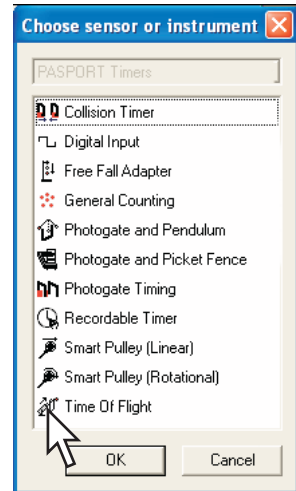 Choose sensor or instrument
PASPORT Timers
Collision Timer
Digital Input
Free Fall Adapter
General Counting
Photogate and Pendulum
Photogate and Picket Fence
Photogate Timing
Recordable Timer
Smart Pulley (Linear)
Smart Pulley (Rotational)
Time Of Flight
OK Cancel